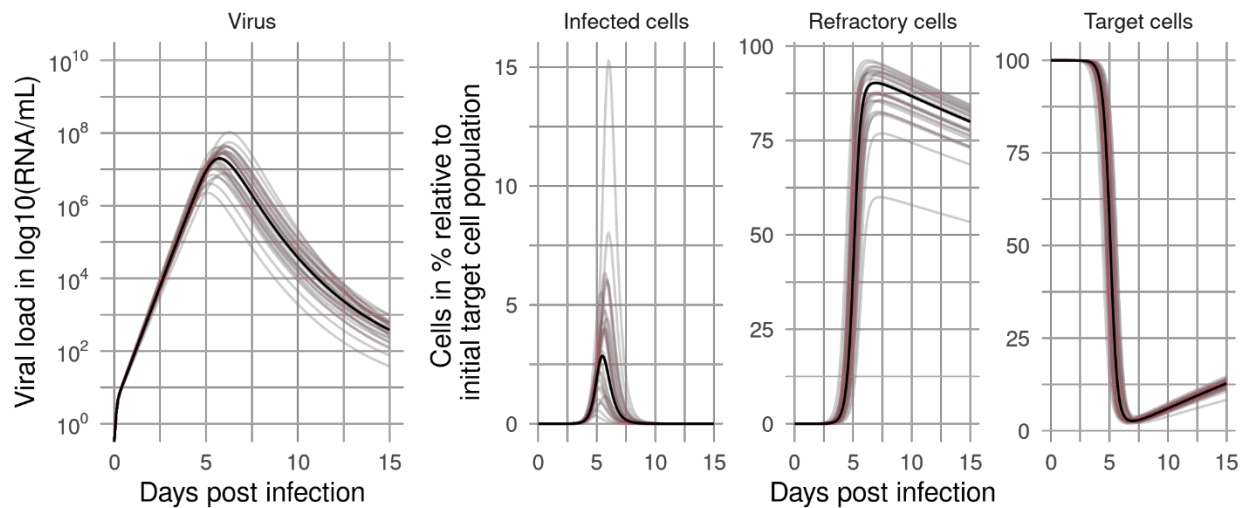 Virus
Infected cells
Refractory cells
Target cells
Viral load in log10(RNA/mL)
10^10
10^8
10^6
10^4
10^2
10^0
0 5 10 15
Days post infection
Cells in % relative to
initial target cell population
15
10
5
0
0 5 10 15
100
75
50
25
0
0 5 10 15
Days post infection
100
75
50
25
0
0 5 10 15